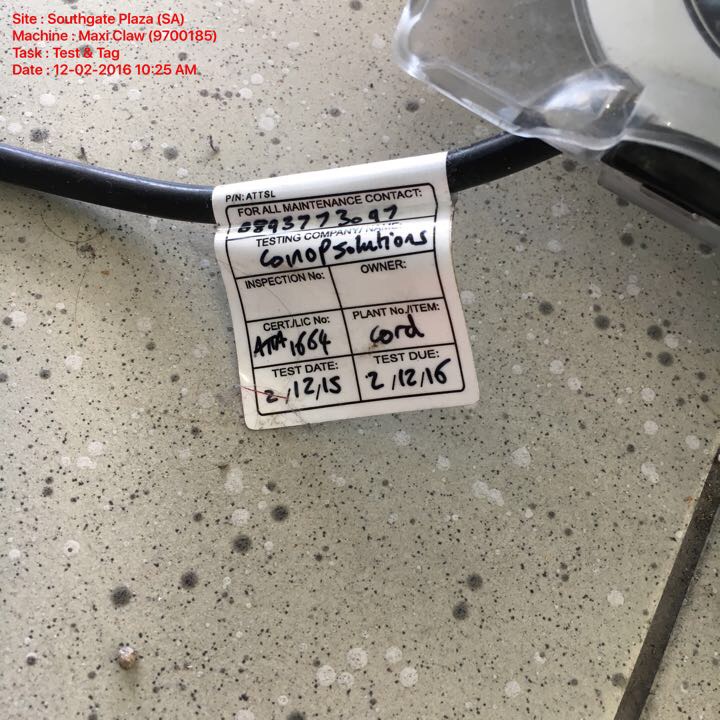 Site : Southgate Plaza (SA)
Machine : Maxi Claw (9700185)
Task : Test & Tag
Date : 12-02-2016 10:25 AM
P/N: ATTSL
FOR ALL MAINTENANCE CONTACT:
0893773097
TESTING COMPANY/NAME:
Conop Solutions
INSPECTION No: OWNER:
CERT./LIC No: PLANT No./ITEM:
1664 Cord
TEST DATE: TEST DUE:
2/12/15 2/12/16